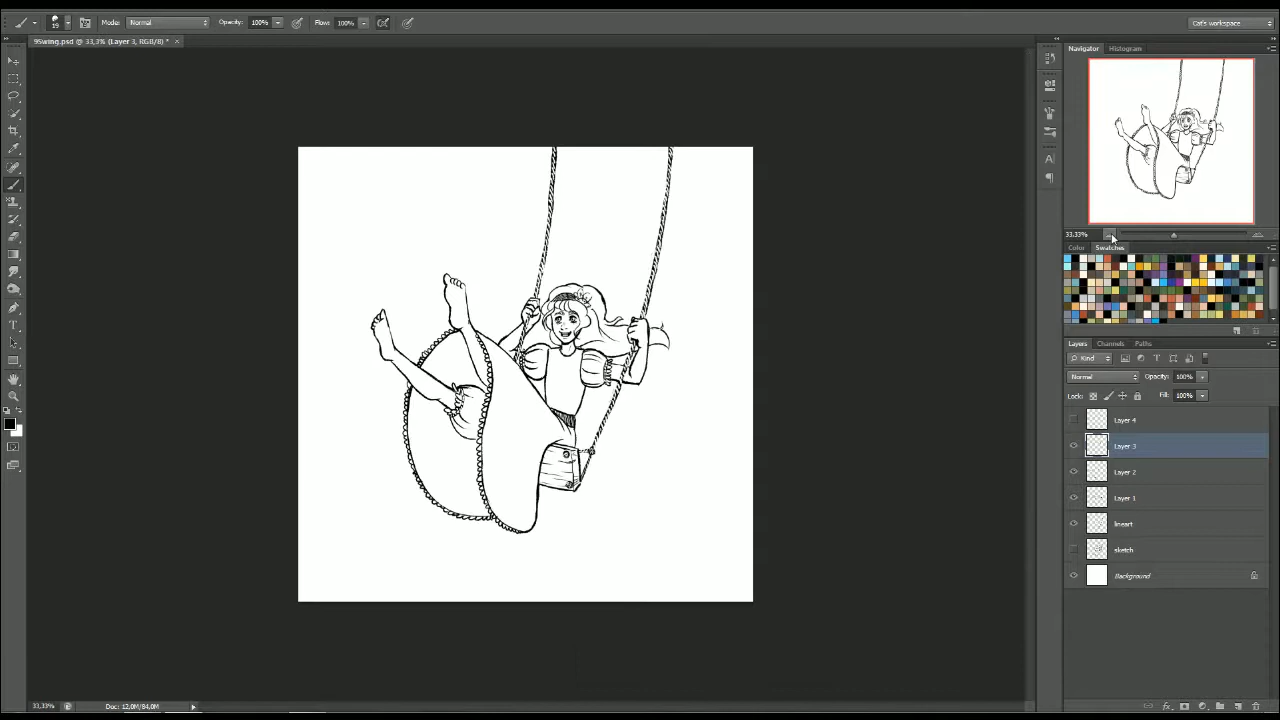 19 Mode: Normal Opacity: 100% Flow: 100% Cat's workspace
9Swing.psd @ 33,3% (Layer 3, RGB/8) * ×
Navigator Histogram
33.33%
Color Swatches
Layers Channels Paths
Kind
Normal Opacity: 100%
Lock: Fill: 100%
Layer 4
Layer 3
Layer 2
Layer 1
lineart
sketch
Background
33,33% Doc: 12,0M/84,0M